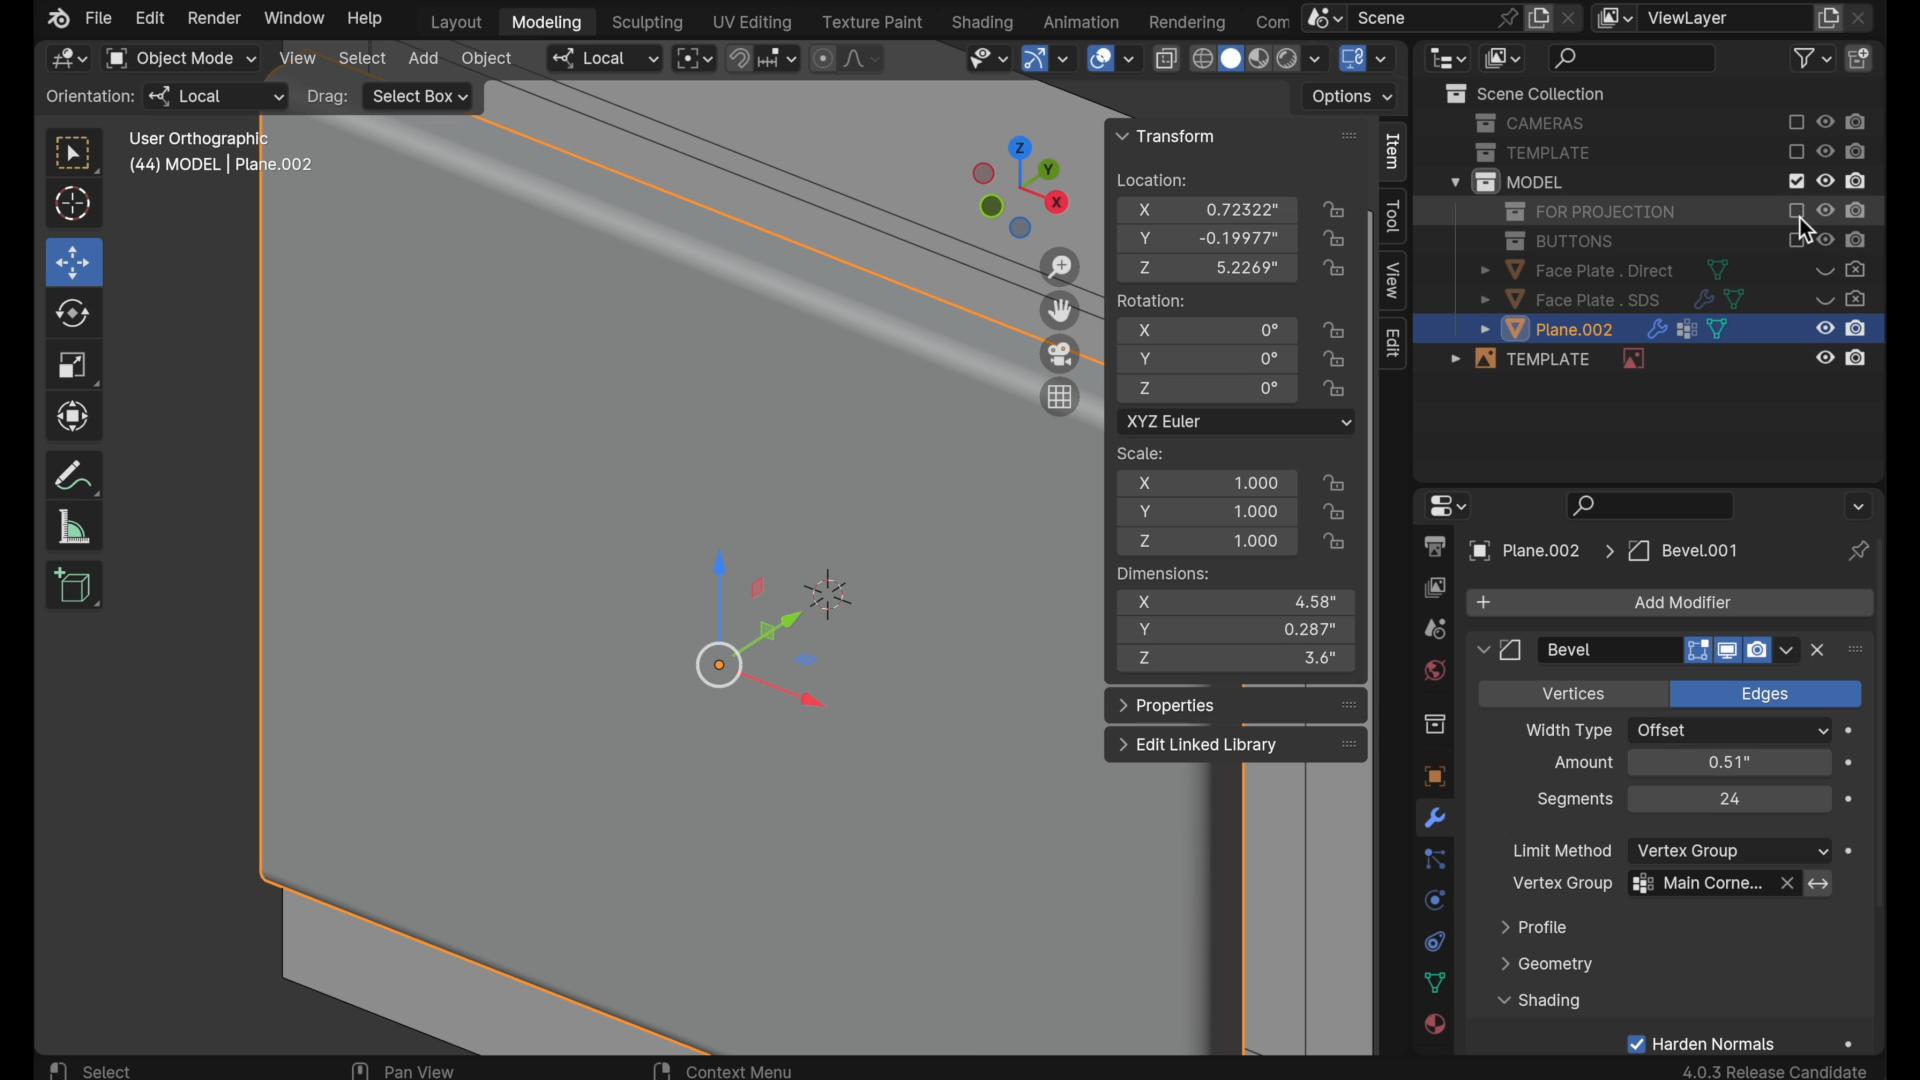 File Edit Render Window Help Layout Modeling Sculpting UV Editing Texture Paint Shading Animation Rendering Com Scene ViewLayer
Object Mode View Select Add Object Local
Orientation: Local Drag: Select Box Options
User Orthographic
(44) MODEL | Plane.002
Z
Y
X
Transform
Location:
X 0.72322"
Y -0.19977"
Z 5.2269"
Rotation:
X 0°
Y 0°
Z 0°
XYZ Euler
Scale:
X 1.000
Y 1.000
Z 1.000
Dimensions:
X 4.58"
Y 0.287"
Z 3.6"
Properties
Edit Linked Library
Item
Tool
View
Edit
Scene Collection
CAMERAS
TEMPLATE
MODEL
FOR PROJECTION
BUTTONS
Face Plate . Direct
Face Plate . SDS
Plane.002
TEMPLATE
Plane.002 Bevel.001
Add Modifier
Bevel
Vertices Edges
Width Type Offset
Amount 0.51"
Segments 24
Limit Method Vertex Group
Vertex Group Main Corne...
Profile
Geometry
Shading
Harden Normals
Select Pan View Context Menu 4.0.3 Release Candidate